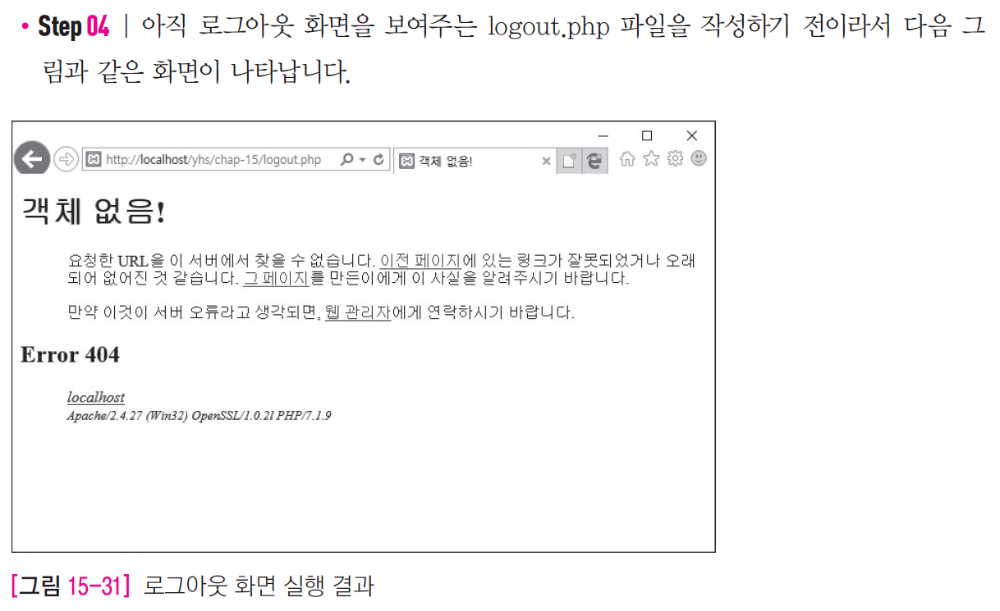 • Step 04 | 아직 로그아웃 화면을 보여주는 logout.php 파일을 작성하기 전이라서 다음 그
림과 같은 화면이 나타납니다.
http://localhost/yhs/chap-15/logout.php
객체 없음!
객체 없음!
요청한 URL을 이 서버에서 찾을 수 없습니다. 이전 페이지에 있는 링크가 잘못되었거나 오래
되어 없어진 것 같습니다. 그 페이지를 만든이에게 이 사실을 알려주시기 바랍니다.
만약 이것이 서버 오류라고 생각되면, 웹 관리자에게 연락하시기 바랍니다.
Error 404
localhost
Apache/2.4.27 (Win32) OpenSSL/1.0.2l PHP/7.1.9
[그림 15-31] 로그아웃 화면 실행 결과